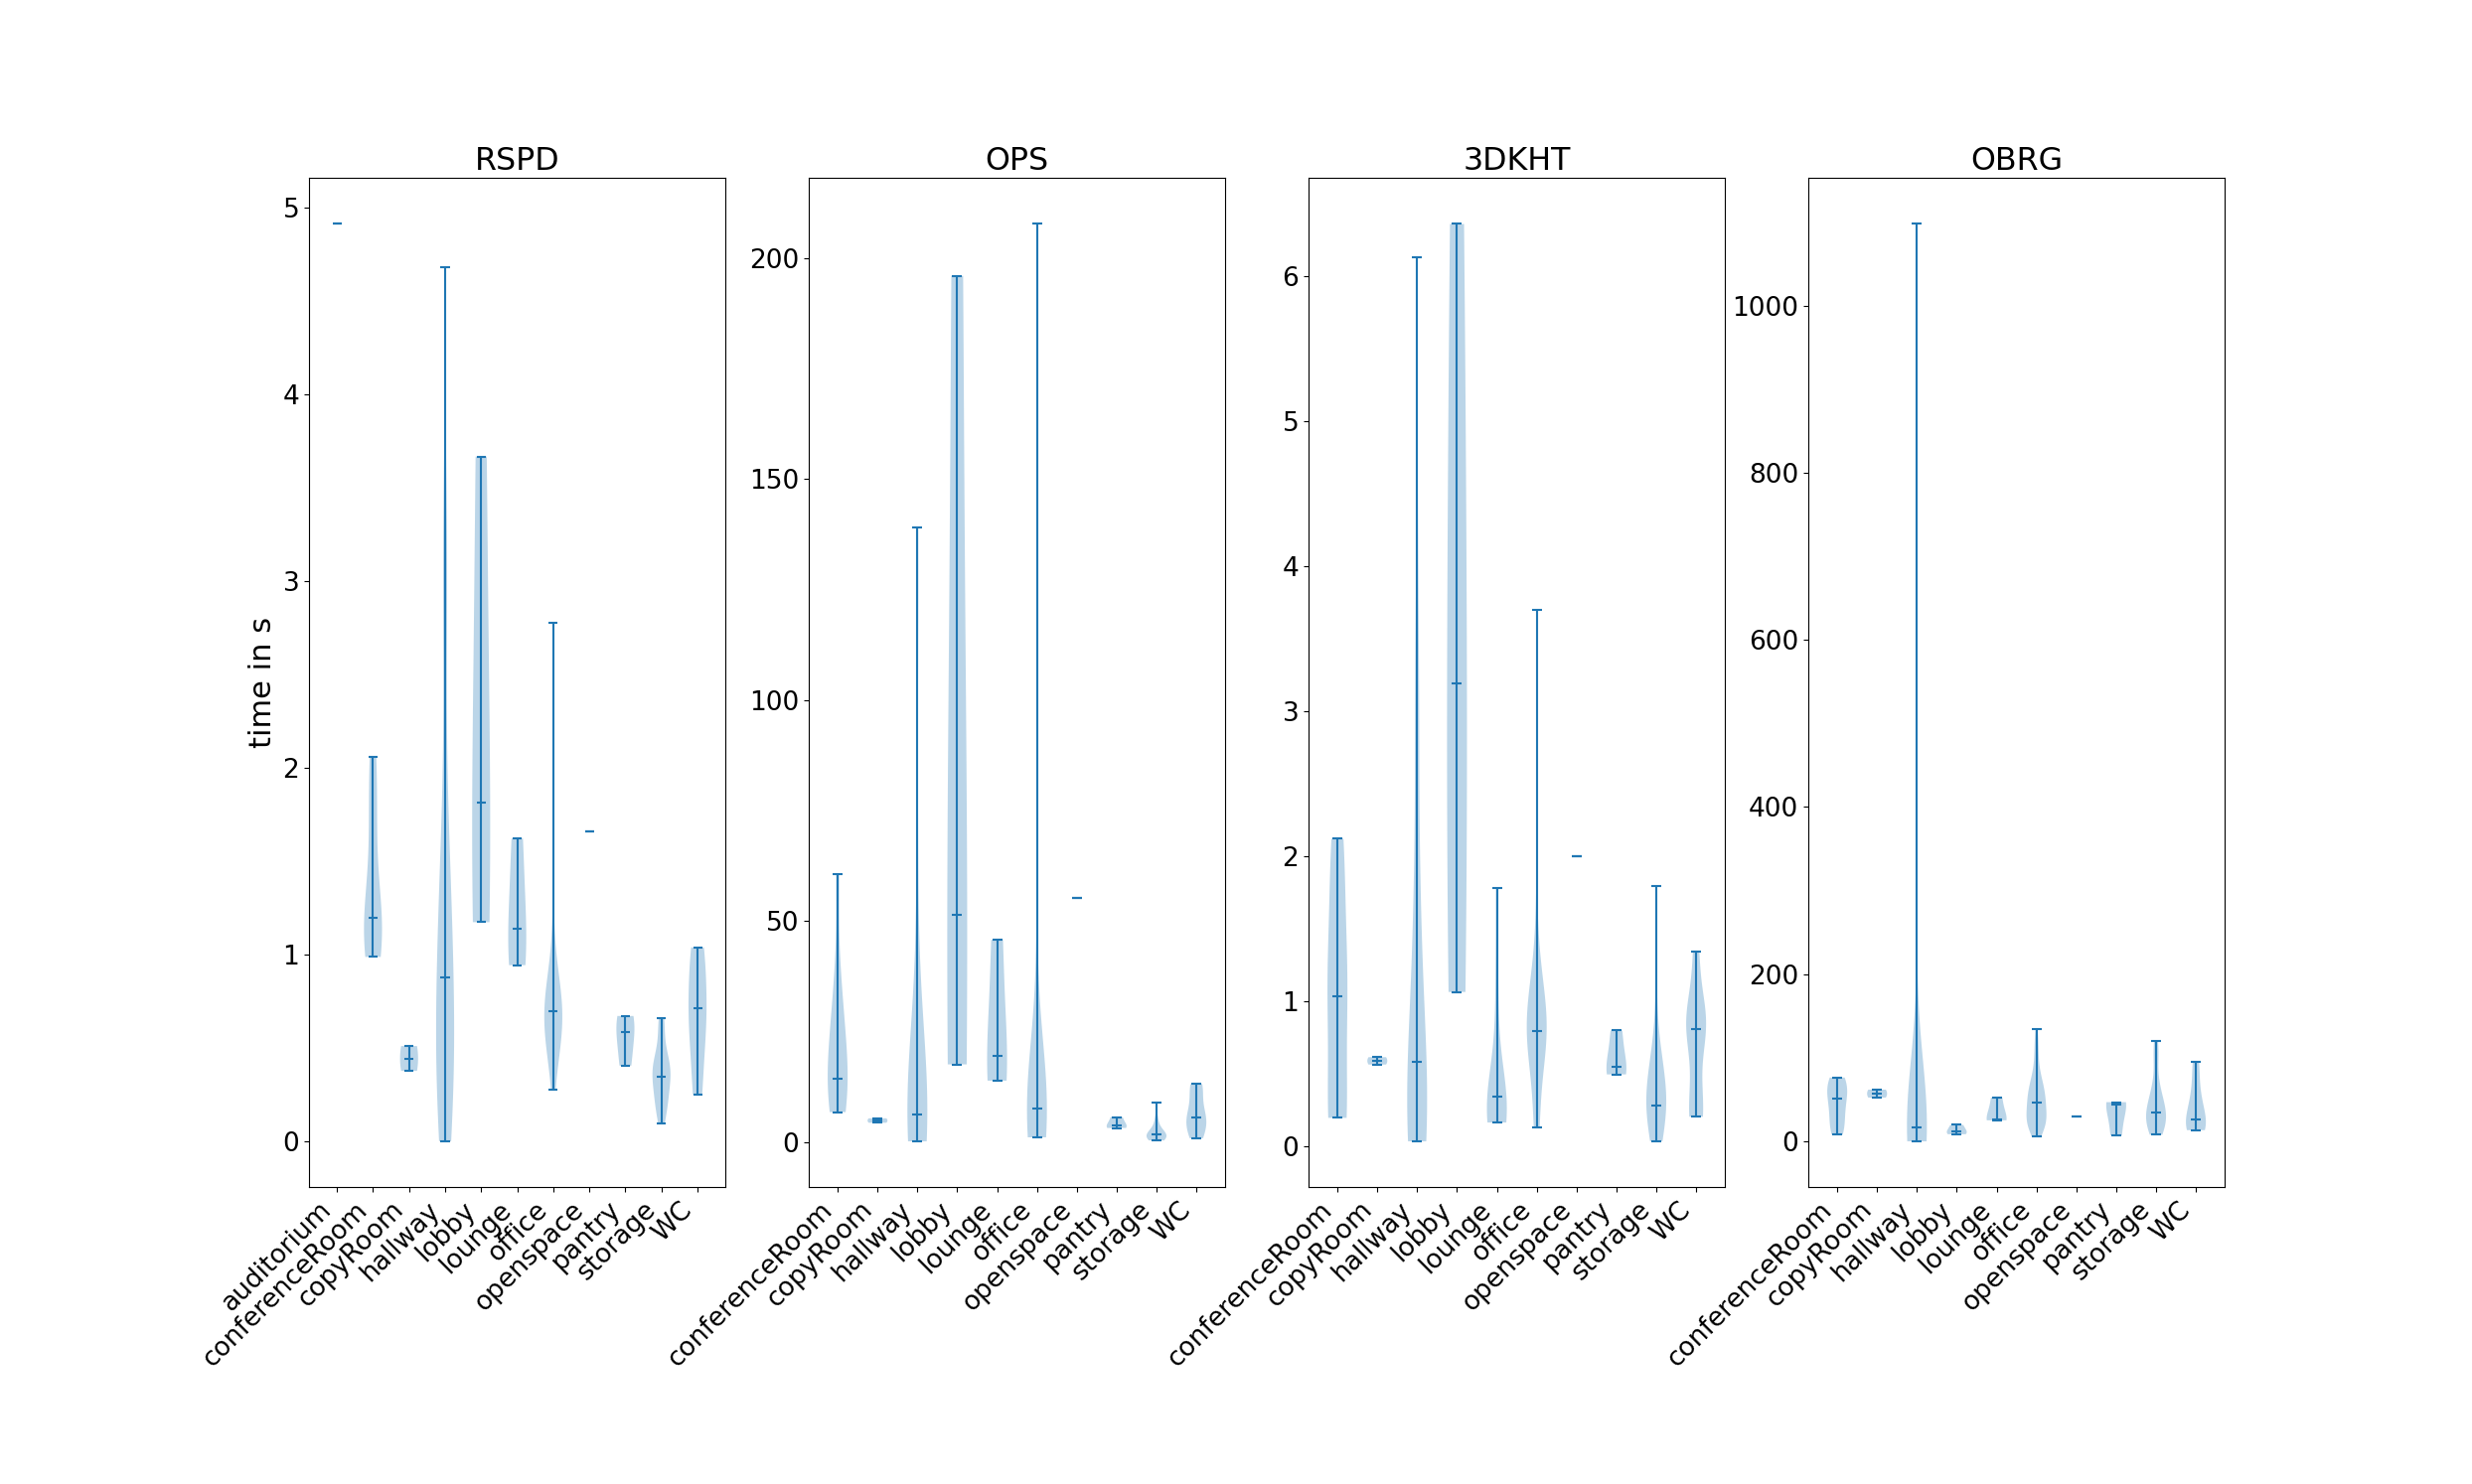 RSPD
OPS
3DKHT
OBRG
time in s
5
4
3
2
1
0
auditorium
conferenceRoom
copyRoom
hallway
lobby
lounge
office
openspace
pantry
storage
WC
200
150
100
50
0
conferenceRoom
copyRoom
hallway
lobby
lounge
office
openspace
pantry
storage
WC
6
5
4
3
2
1
0
conferenceRoom
copyRoom
hallway
lobby
lounge
office
openspace
pantry
storage
WC
1000
800
600
400
200
0
conferenceRoom
copyRoom
hallway
lobby
lounge
office
openspace
pantry
storage
WC